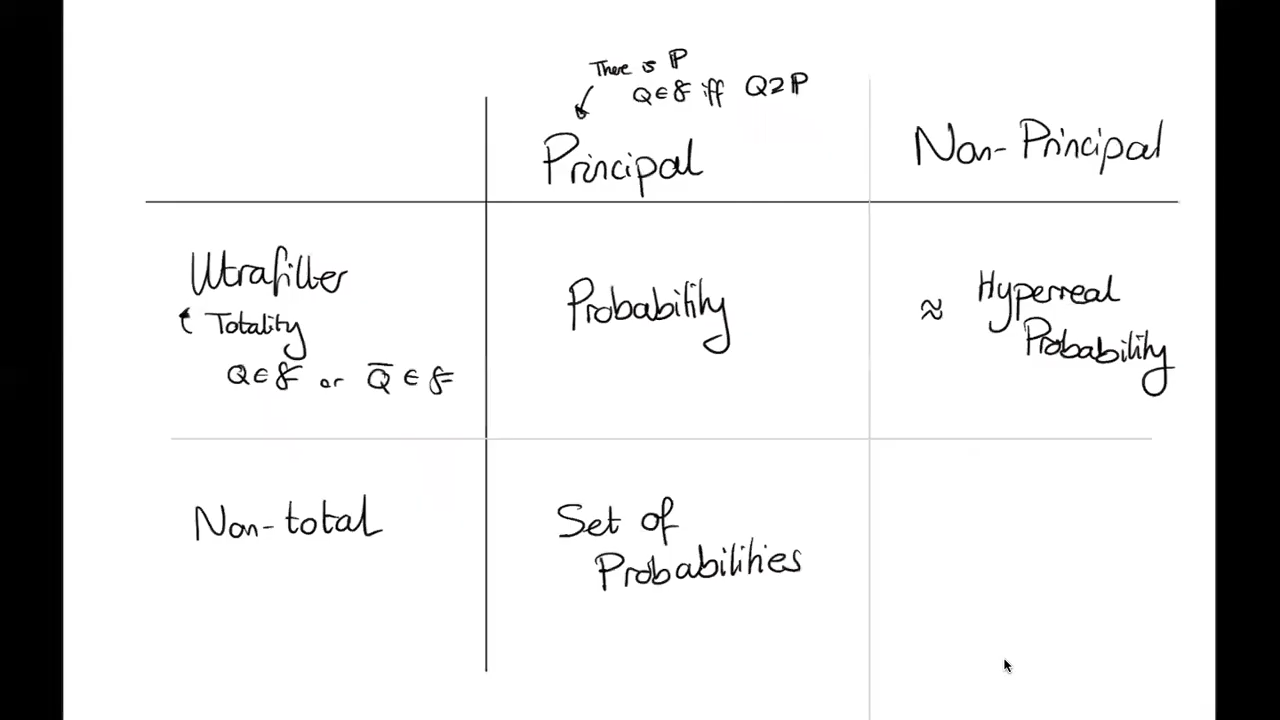 There is ℙ
Q ∈ 𝓕 iff Q ⊇ ℙ
Principal
Non-Principal
Ultrafilter
Totality
Q ∈ 𝓕 or Q̅ ∈ 𝓕
Probability
≈ Hyperreal
Probability
Non-total
Set of
Probabilities